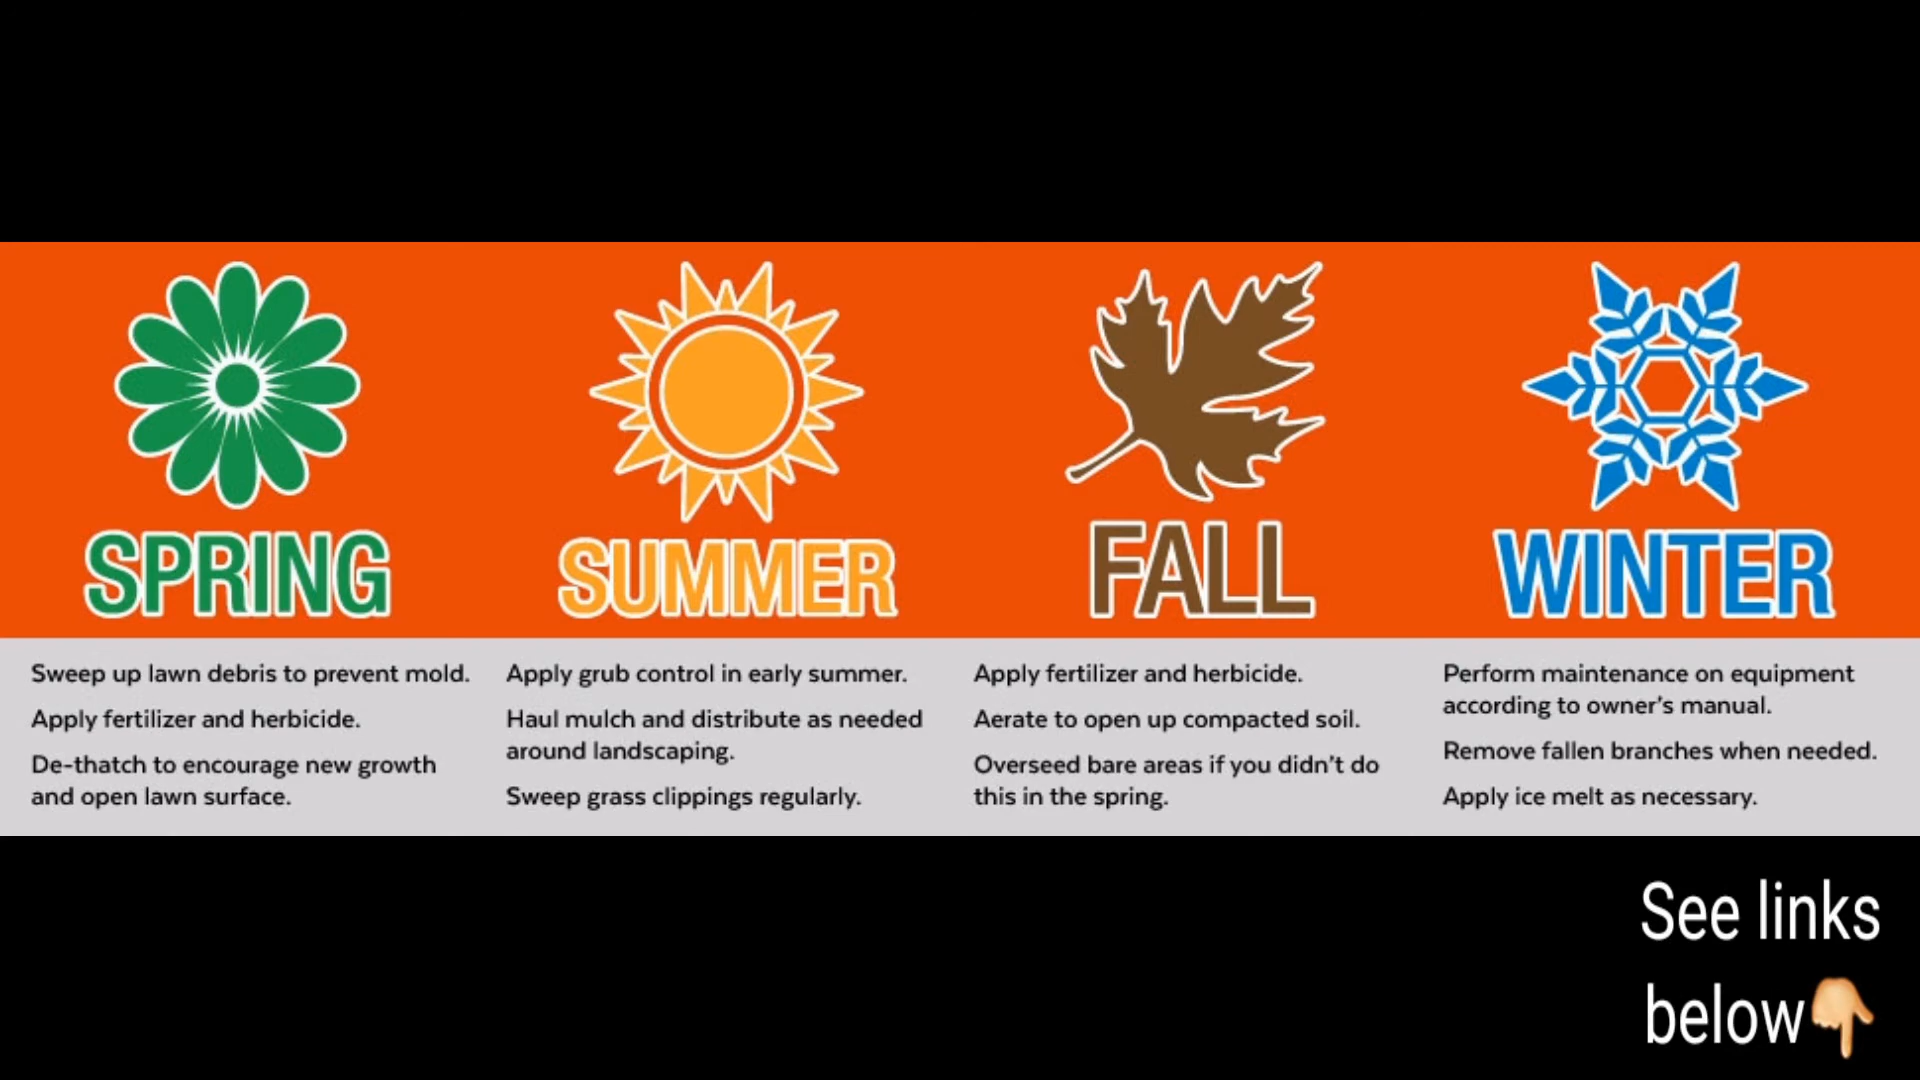 SPRING
Sweep up lawn debris to prevent mold.
Apply fertilizer and herbicide.
De-thatch to encourage new growth
and open lawn surface.
SUMMER
Apply grub control in early summer.
Haul mulch and distribute as needed
around landscaping.
Sweep grass clippings regularly.
FALL
Apply fertilizer and herbicide.
Aerate to open up compacted soil.
Overseed bare areas if you didn't do
this in the spring.
WINTER
Perform maintenance on equipment
according to owner's manual.
Remove fallen branches when needed.
Apply ice melt as necessary.
See links
below👇🏼